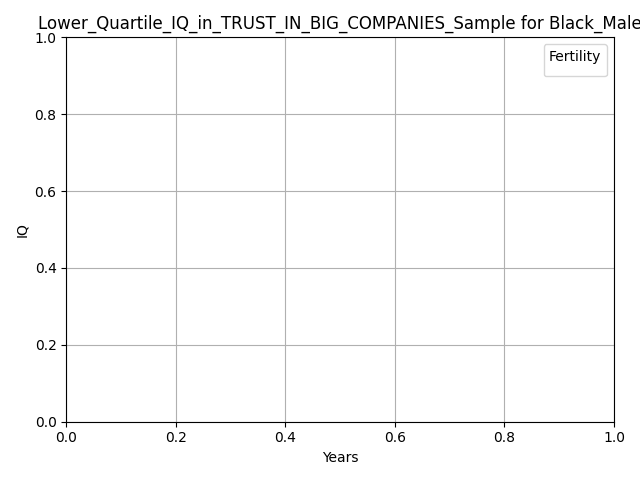 Lower_Quartile_IQ_in_TRUST_IN_BIG_COMPANIES_Sample for Black_Male
1.0
Fertility
0.8
0.6
IQ
0.4
0.2
0.0
0.0 0.2 0.4 0.6 0.8 1.0
Years